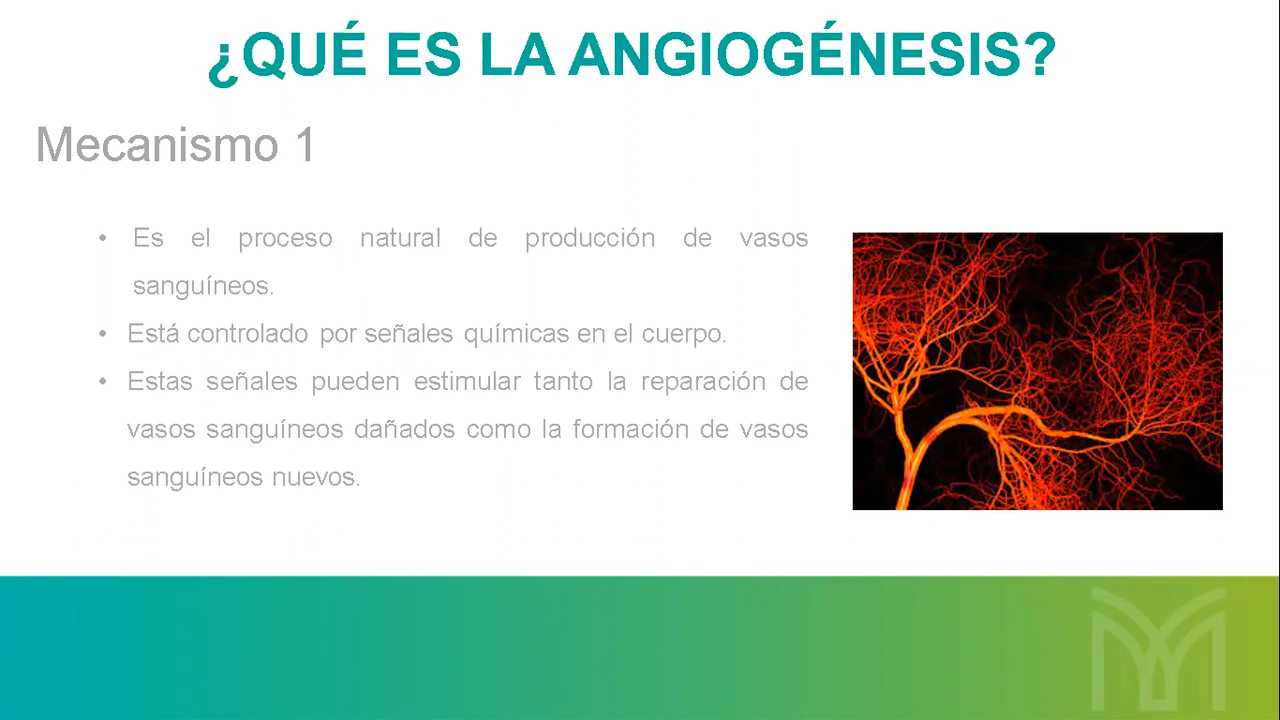 ¿QUÉ ES LA ANGIOGÉNESIS?
Mecanismo 1
• Es el proceso natural de producción de vasos
sanguíneos.
• Está controlado por señales químicas en el cuerpo.
• Estas señales pueden estimular tanto la reparación de
vasos sanguíneos dañados como la formación de vasos
sanguíneos nuevos.